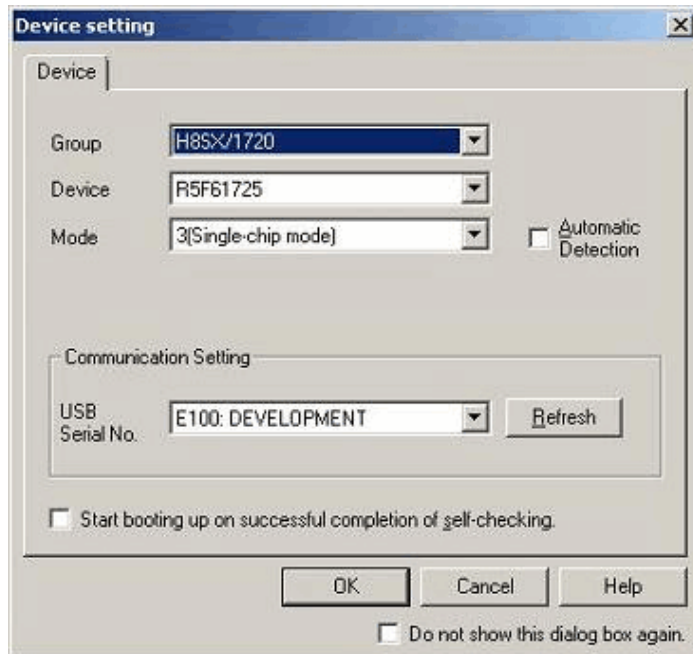 Device setting
Device
Group
H8SX/1720
Device
R5F61725
Mode
3(Single-chip mode)
Automatic
Detection
Communication Setting
USB
Serial No.
E100: DEVELOPMENT
Refresh
Start booting up on successful completion of self-checking.
OK
Cancel
Help
Do not show this dialog box again.